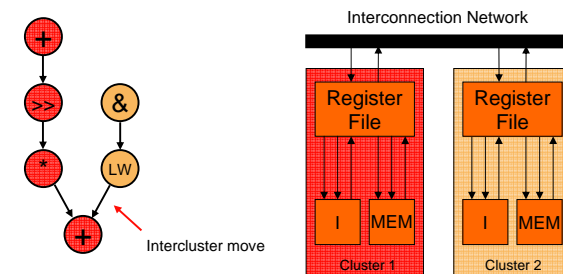 Interconnection Network
+
>>
&
*
LW
+
Intercluster move
Register
File
I
MEM
Cluster 1
Register
File
I
MEM
Cluster 2